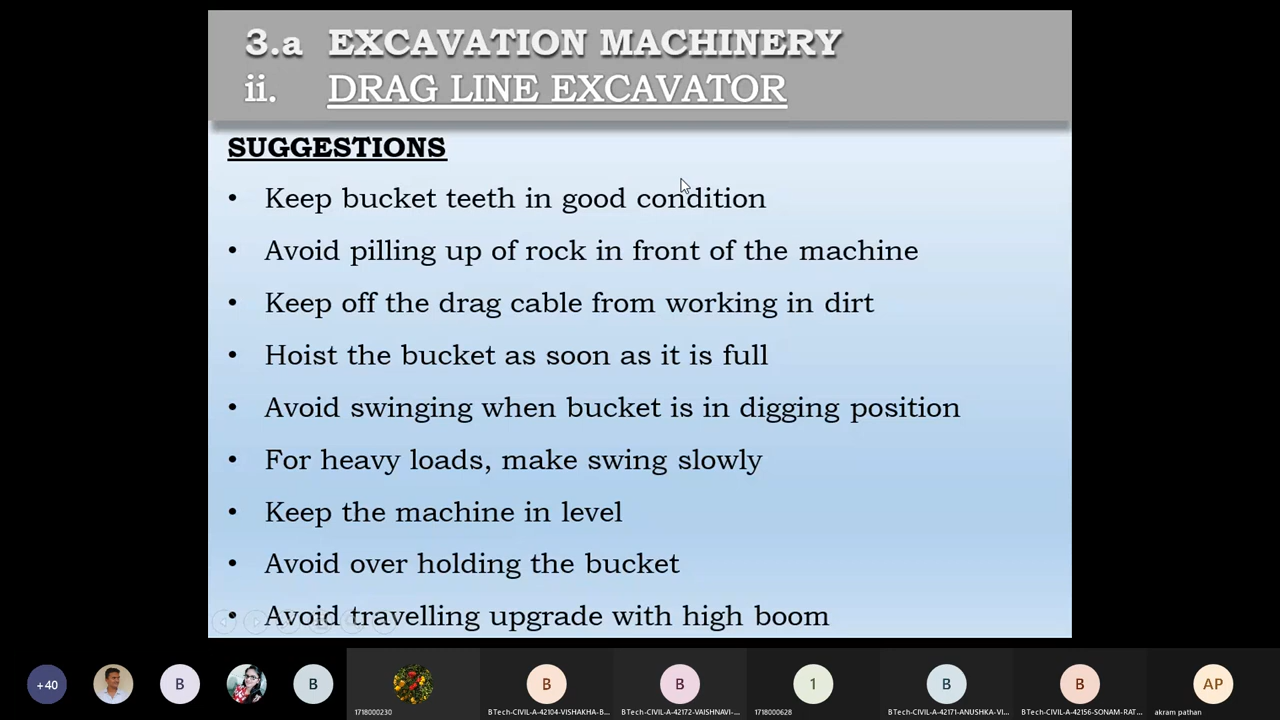 3.a EXCAVATION MACHINERY
ii. DRAG LINE EXCAVATOR
SUGGESTIONS
• Keep bucket teeth in good condition
• Avoid pilling up of rock in front of the machine
• Keep off the drag cable from working in dirt
• Hoist the bucket as soon as it is full
• Avoid swinging when bucket is in digging position
• For heavy loads, make swing slowly
• Keep the machine in level
• Avoid over holding the bucket
• Avoid travelling upgrade with high boom
+40 B B B B 1 B B AP
1718000230 BTech-CIVIL-A-42104-VISHAKHA-B... BTech-CIVIL-A-42172-VAISHNAVI-... 1718000628 BTech-CIVIL-A-42171-ANUSHKA-VI... BTech-CIVIL-A-42156-SONAM-RAT... akram pathan